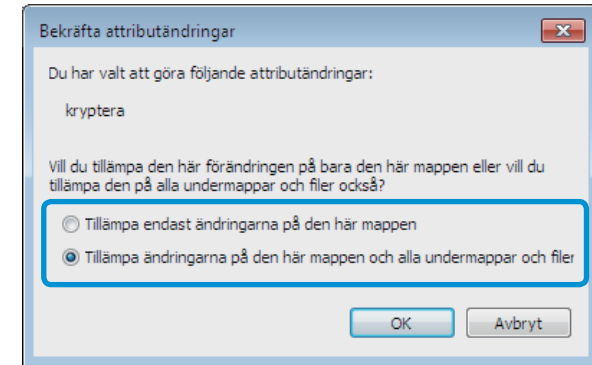 Bekräfta attributändringar
Du har valt att göra följande attributändringar:
kryptera
Vill du tillämpa den här förändringen på bara den här mappen eller vill du
tillämpa den på alla undermappar och filer också?
Tillämpa endast ändringarna på den här mappen
Tillämpa ändringarna på den här mappen och alla undermappar och filer
OK
Avbryt